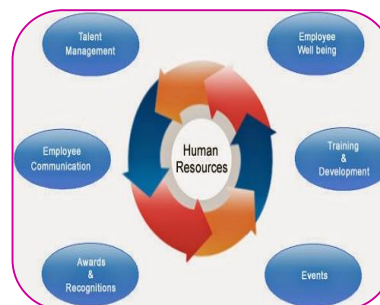 Talent
Management
Employee
Well being
Employee
Communication
Human
Resources
Training
&
Development
Awards
&
Recognitions
Events